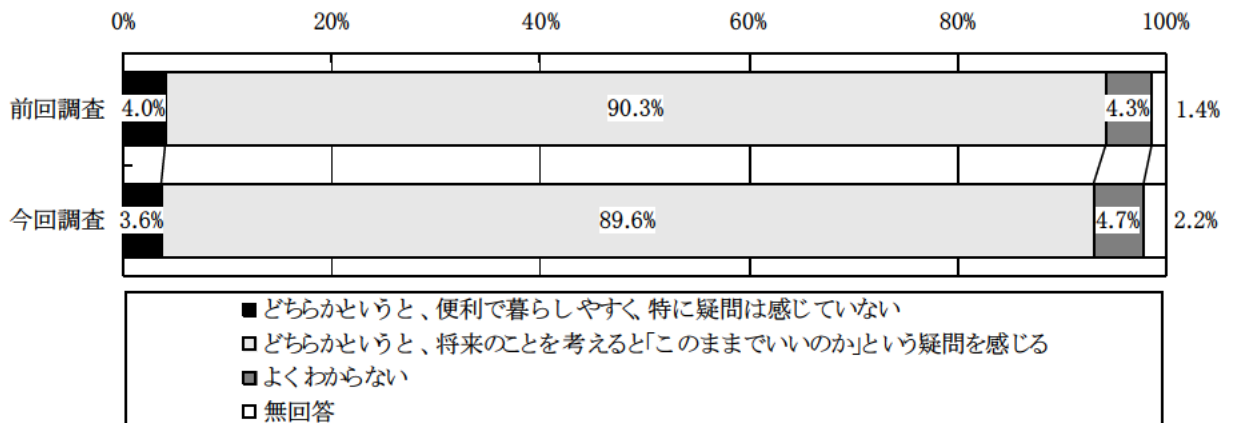 0% 20% 40% 60% 80% 100%
前回調査 4.0% 90.3% 4.3% 1.4%
今回調査 3.6% 89.6% 4.7% 2.2%
どちらかというと、便利で暮らしやすく、特に疑問は感じていない
どちらかというと、将来のことを考えると「このままでいいのか」という疑問を感じる
よくわからない
無回答